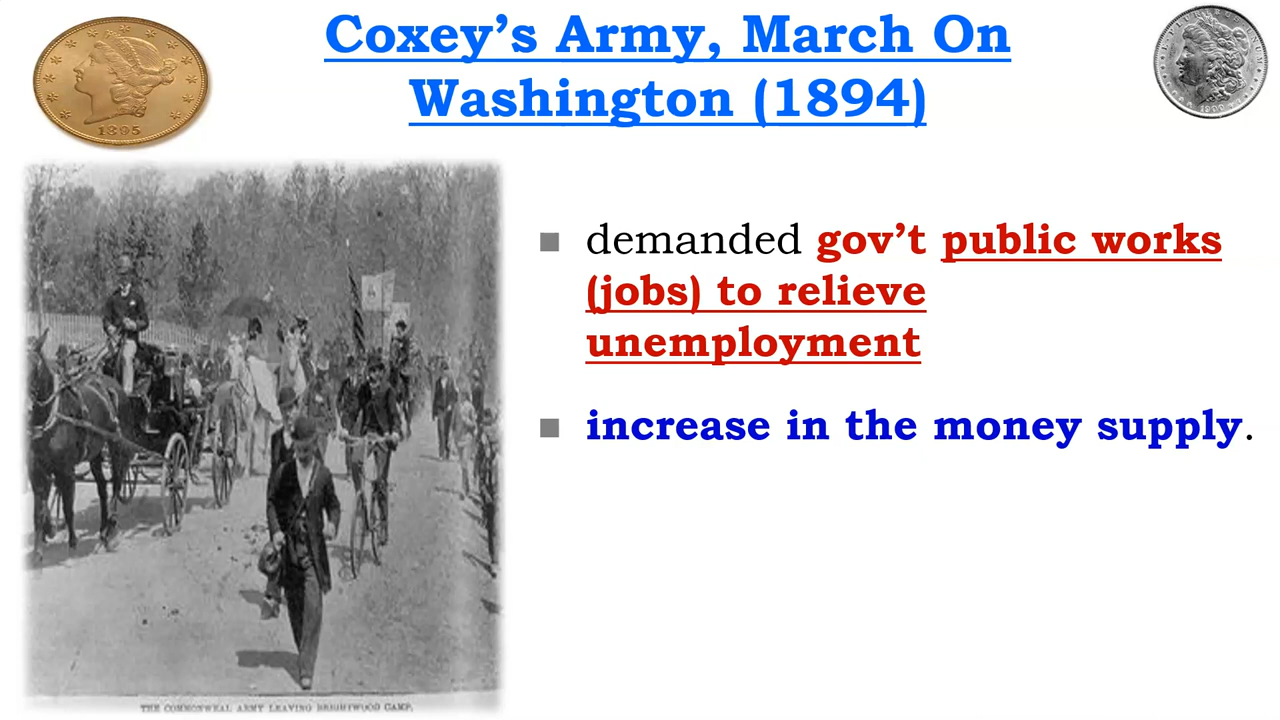 Coxey’s Army, March On
Washington (1894)
1895
1900
demanded gov’t public works
(jobs) to relieve
unemployment
increase in the money supply.
THE COMMONWEAL ARMY LEAVING BRIGHTWOOD CAMP.